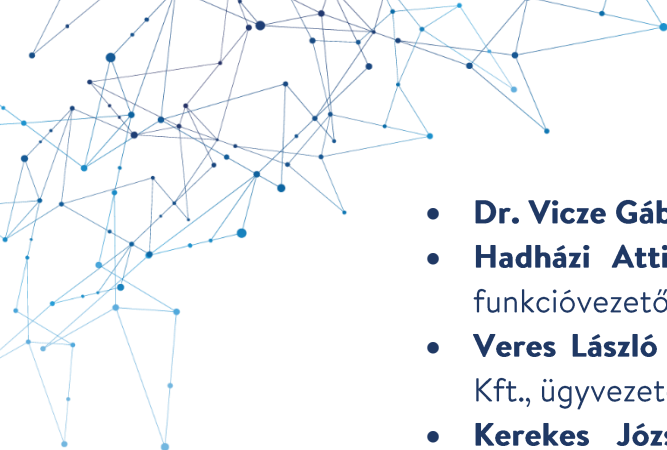 • Dr. Vicze Gáb
• Hadházi Atti
funkcióvezető
• Veres László
Kft., ügyvezet
• Kerekes Józs